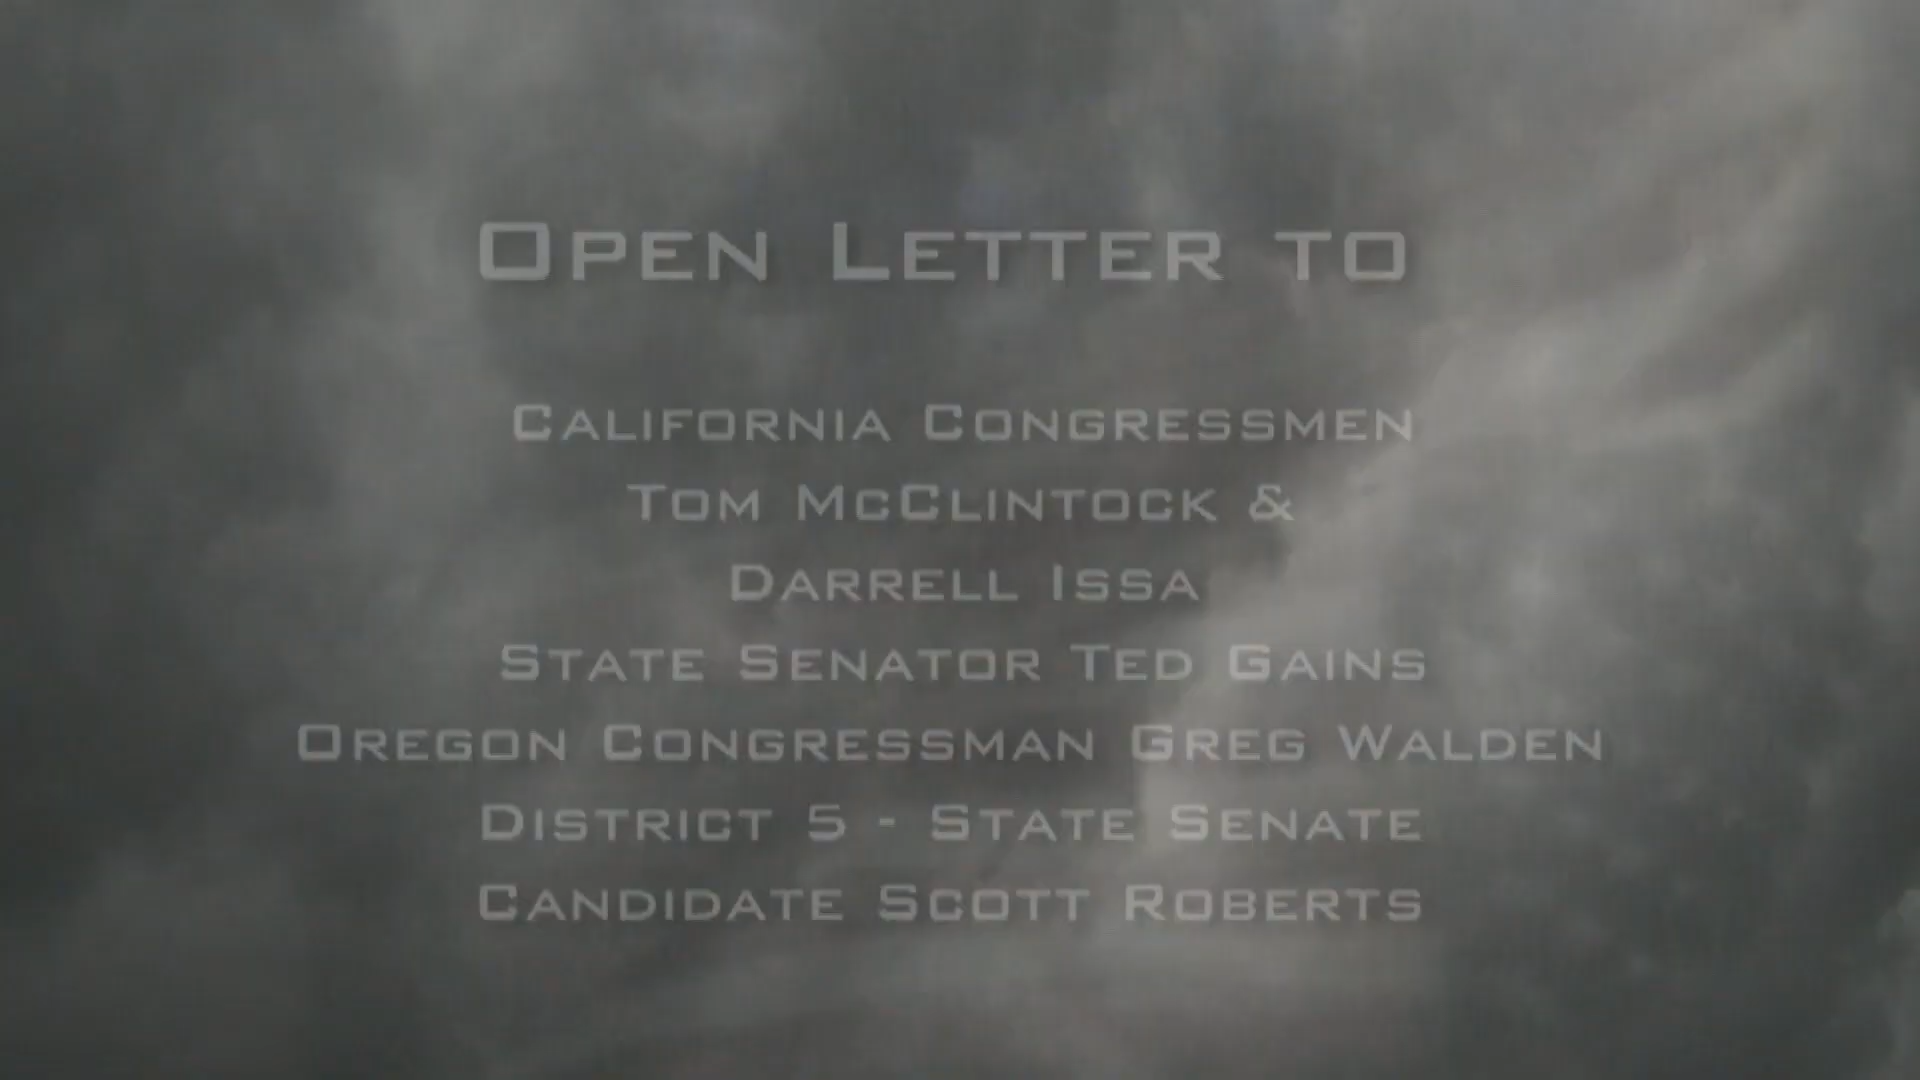 Open Letter to
California Congressmen
Tom McClintock &
Darrell Issa
State Senator Ted Gains
Oregon Congressman Greg Walden
District 5 - State Senate
Candidate Scott Roberts